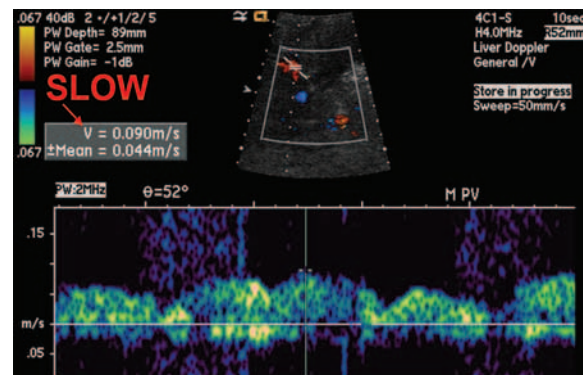 .067 40dB 2 +/+1/2/5
PW Depth= 89mm
PW Gate= 2.5mm
PW Gain= -1dB
SLOW
V = 0.090m/s
.067 ±Mean = 0.044m/s
4C1-S 10sec
H4.0MHz R52mm
Liver Doppler
General /V
Store in progress
Sweep=50mm/s
PW:2MHz θ=52° M PV
.15
m/s
.05